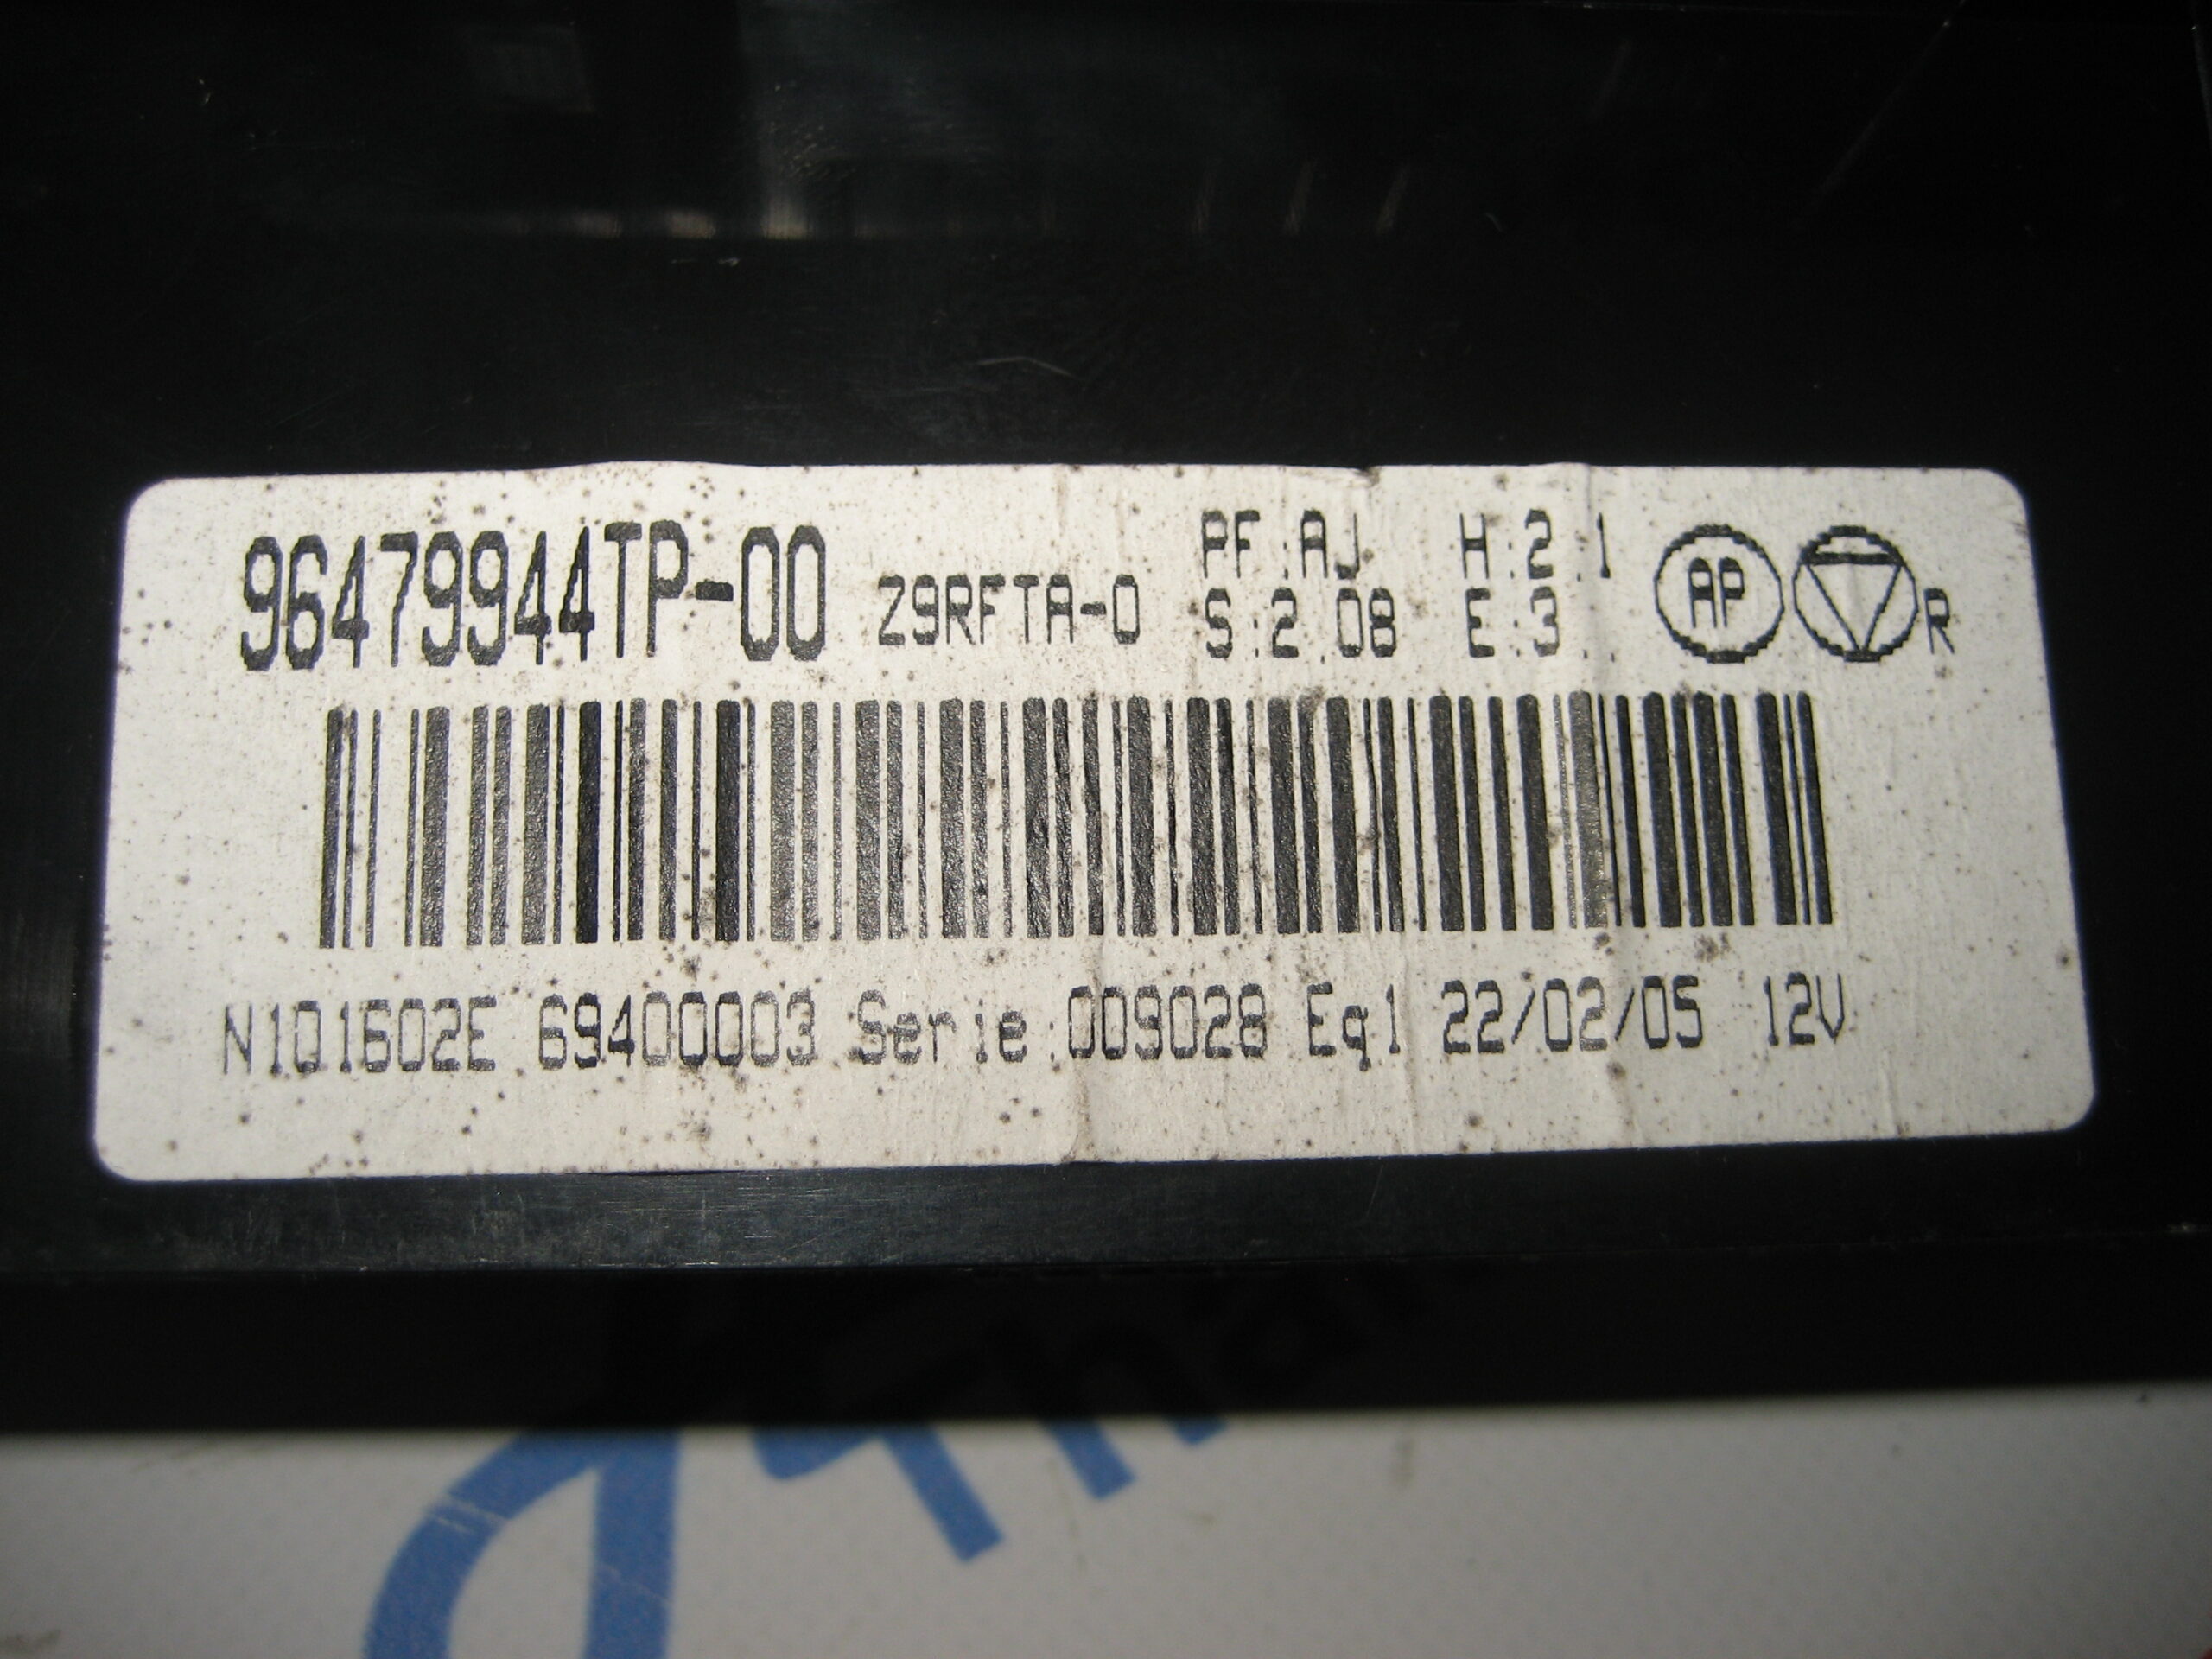 96479944TP-00 Z9RFTA-0 PF:AJ H:2.1 AP R
S:2.08 E:3..
N101602E 69400003 Serie:009028 Eq1 22/02/05 12V